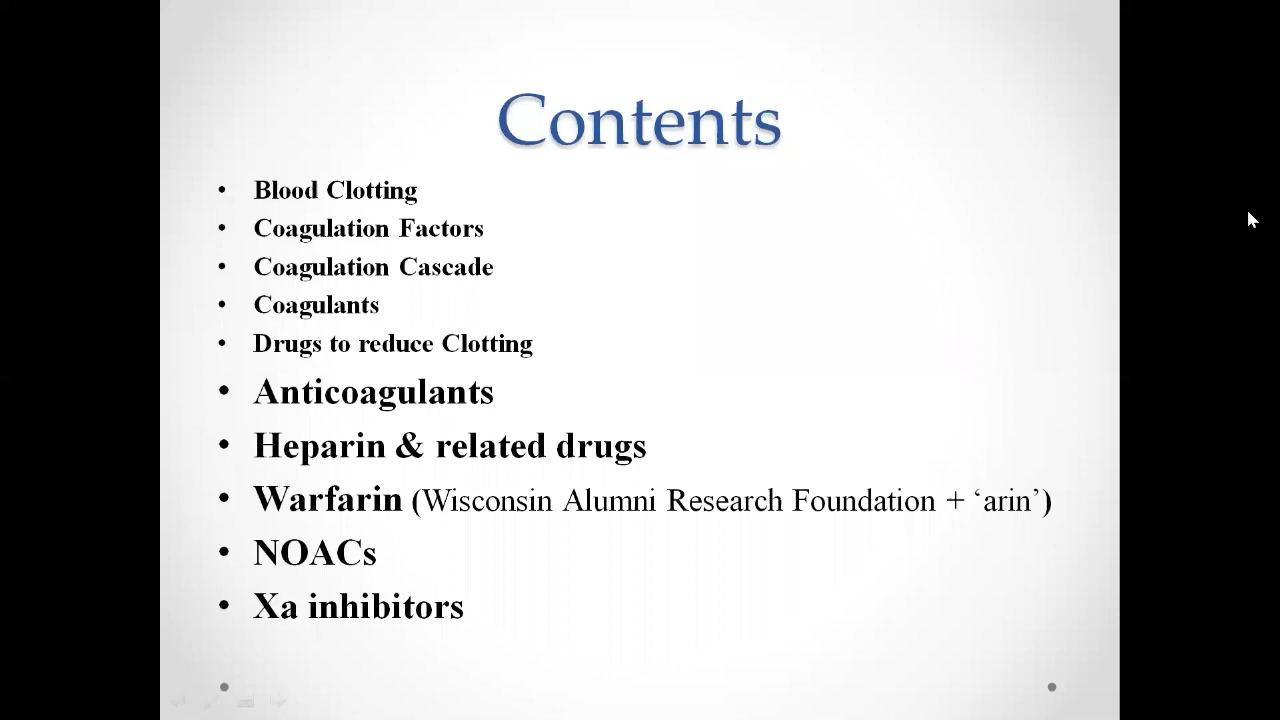 Contents
• Blood Clotting
• Coagulation Factors
• Coagulation Cascade
• Coagulants
• Drugs to reduce Clotting
• Anticoagulants
• Heparin & related drugs
• Warfarin (Wisconsin Alumni Research Foundation + ‘arin’)
• NOACs
• Xa inhibitors